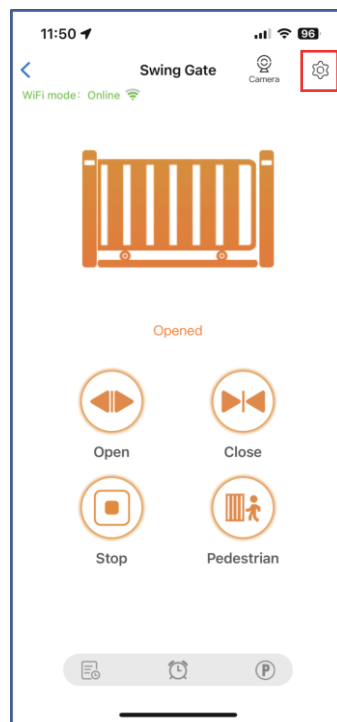 11:50
96
Swing Gate
Camera
WiFi mode: Online
Opened
Open
Close
Stop
Pedestrian
P